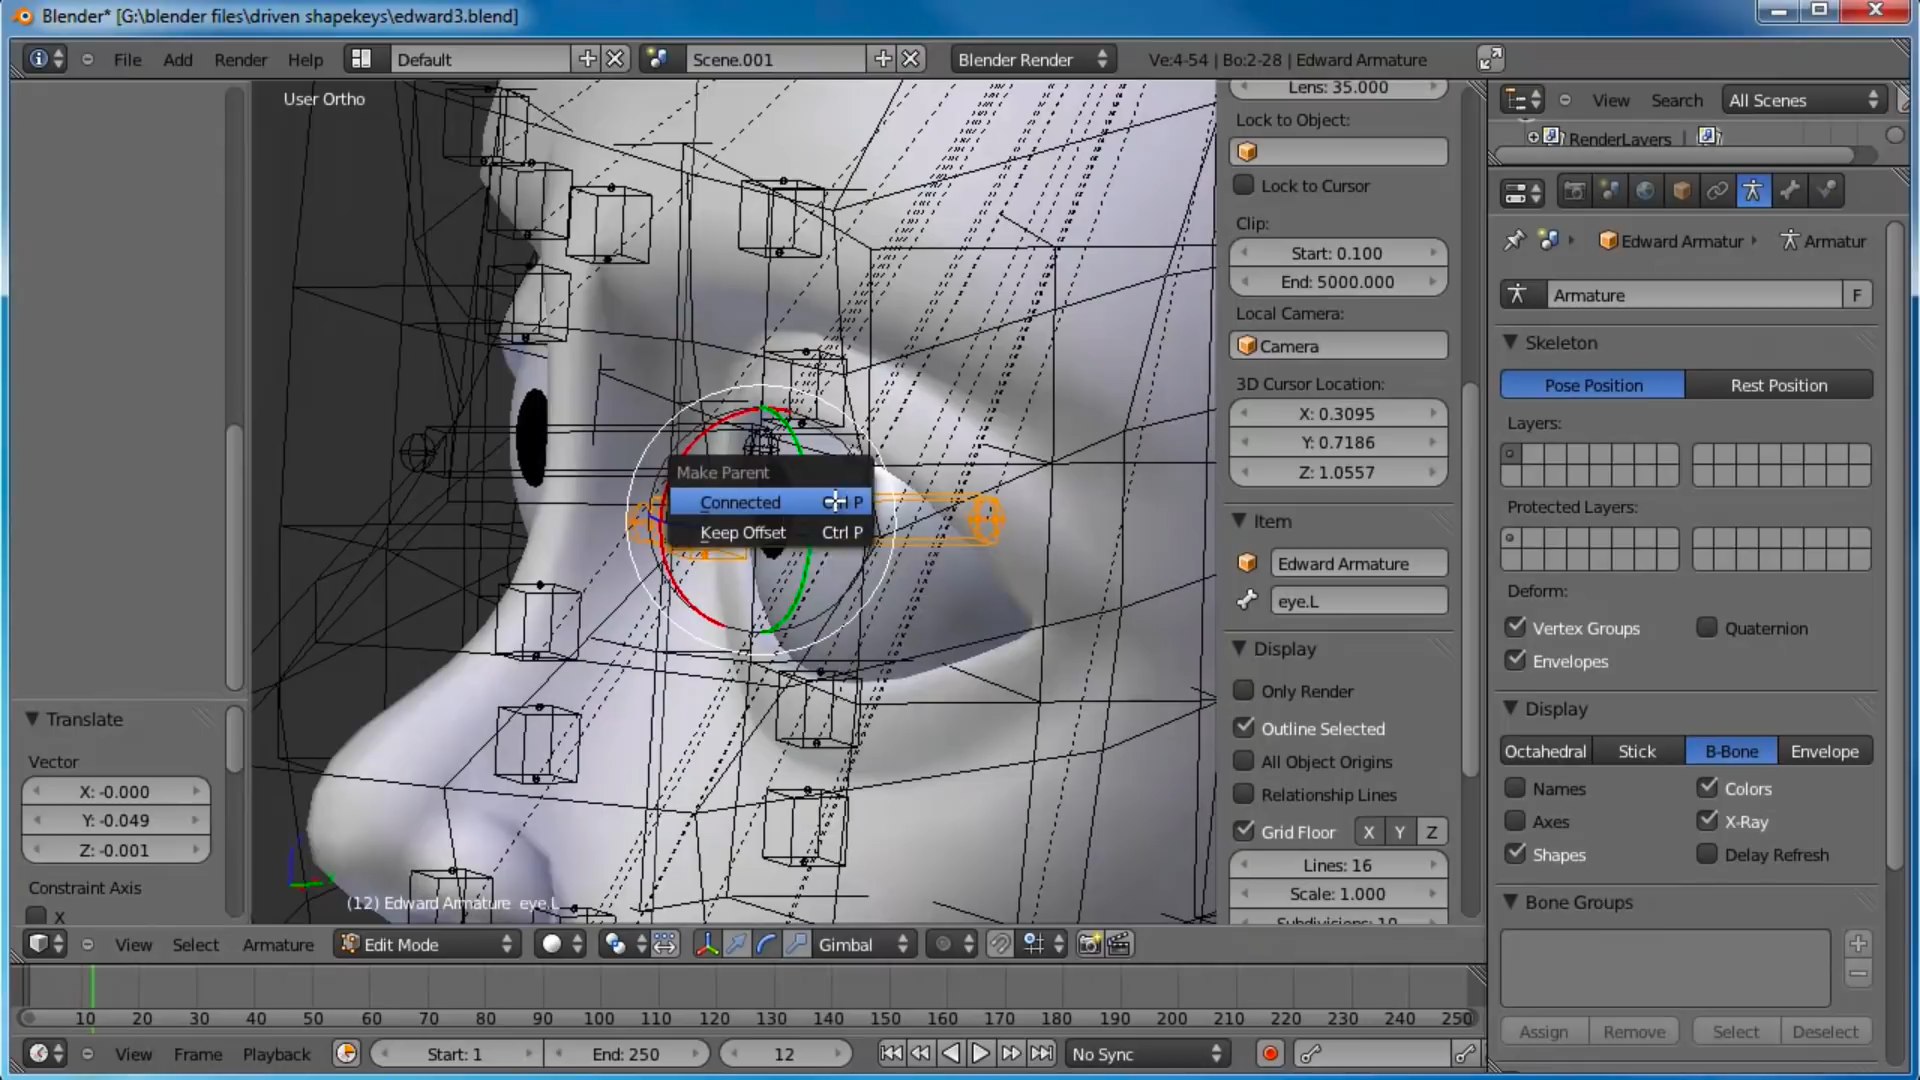 Blender* [G:\blender files\driven shapekeys\edward3.blend]
File Add Render Help Default Scene.001 Blender Render Ve:4-54 | Bo:2-28 | Edward Armature
User Ortho
(12) Edward Armature eye.L
Make Parent
Connected Ctrl P
Keep Offset Ctrl P
Translate
Vector
X: -0.000
Y: -0.049
Z: -0.001
Constraint Axis
X
Lens: 35.000
Lock to Object:
Lock to Cursor
Clip:
Start: 0.100
End: 5000.000
Local Camera:
Camera
3D Cursor Location:
X: 0.3095
Y: 0.7186
Z: 1.0557
Item
Edward Armature
eye.L
Display
Only Render
Outline Selected
All Object Origins
Relationship Lines
Grid Floor X Y Z
Lines: 16
Scale: 1.000
Subdivisions: 10
View Search All Scenes
RenderLayers |
Edward Armatur Armatur
Armature F
Skeleton
Pose Position Rest Position
Layers:
Protected Layers:
Deform:
Vertex Groups Quaternion
Envelopes
Display
Octahedral Stick B-Bone Envelope
Names Colors
Axes X-Ray
Shapes Delay Refresh
Bone Groups
Assign Remove Select Deselect
View Select Armature Edit Mode Gimbal
10 20 30 40 50 60 70 80 90 100 110 120 130 140 150 160 170 180 190 200 210 220 230 240 250
View Frame Playback Start: 1 End: 250 12 No Sync